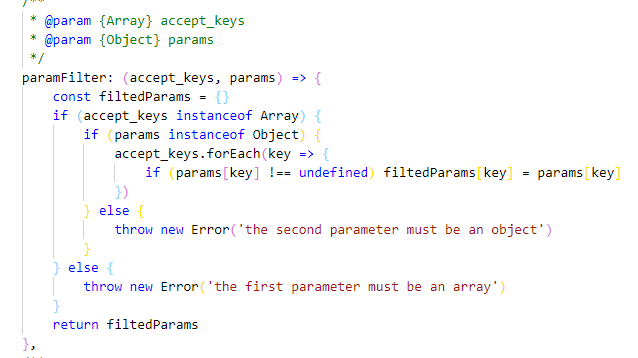 /**
 * @param {Array} accept_keys
 * @param {Object} params
 */
paramFilter: (accept_keys, params) => {
    const filtedParams = {}
    if (accept_keys instanceof Array) {
        if (params instanceof Object) {
            accept_keys.forEach(key => {
                if (params[key] !== undefined) filtedParams[key] = params[key]
            })
        } else {
            throw new Error('the second parameter must be an object')
        }
    } else {
        throw new Error('the first parameter must be an array')
    }
    return filtedParams
},